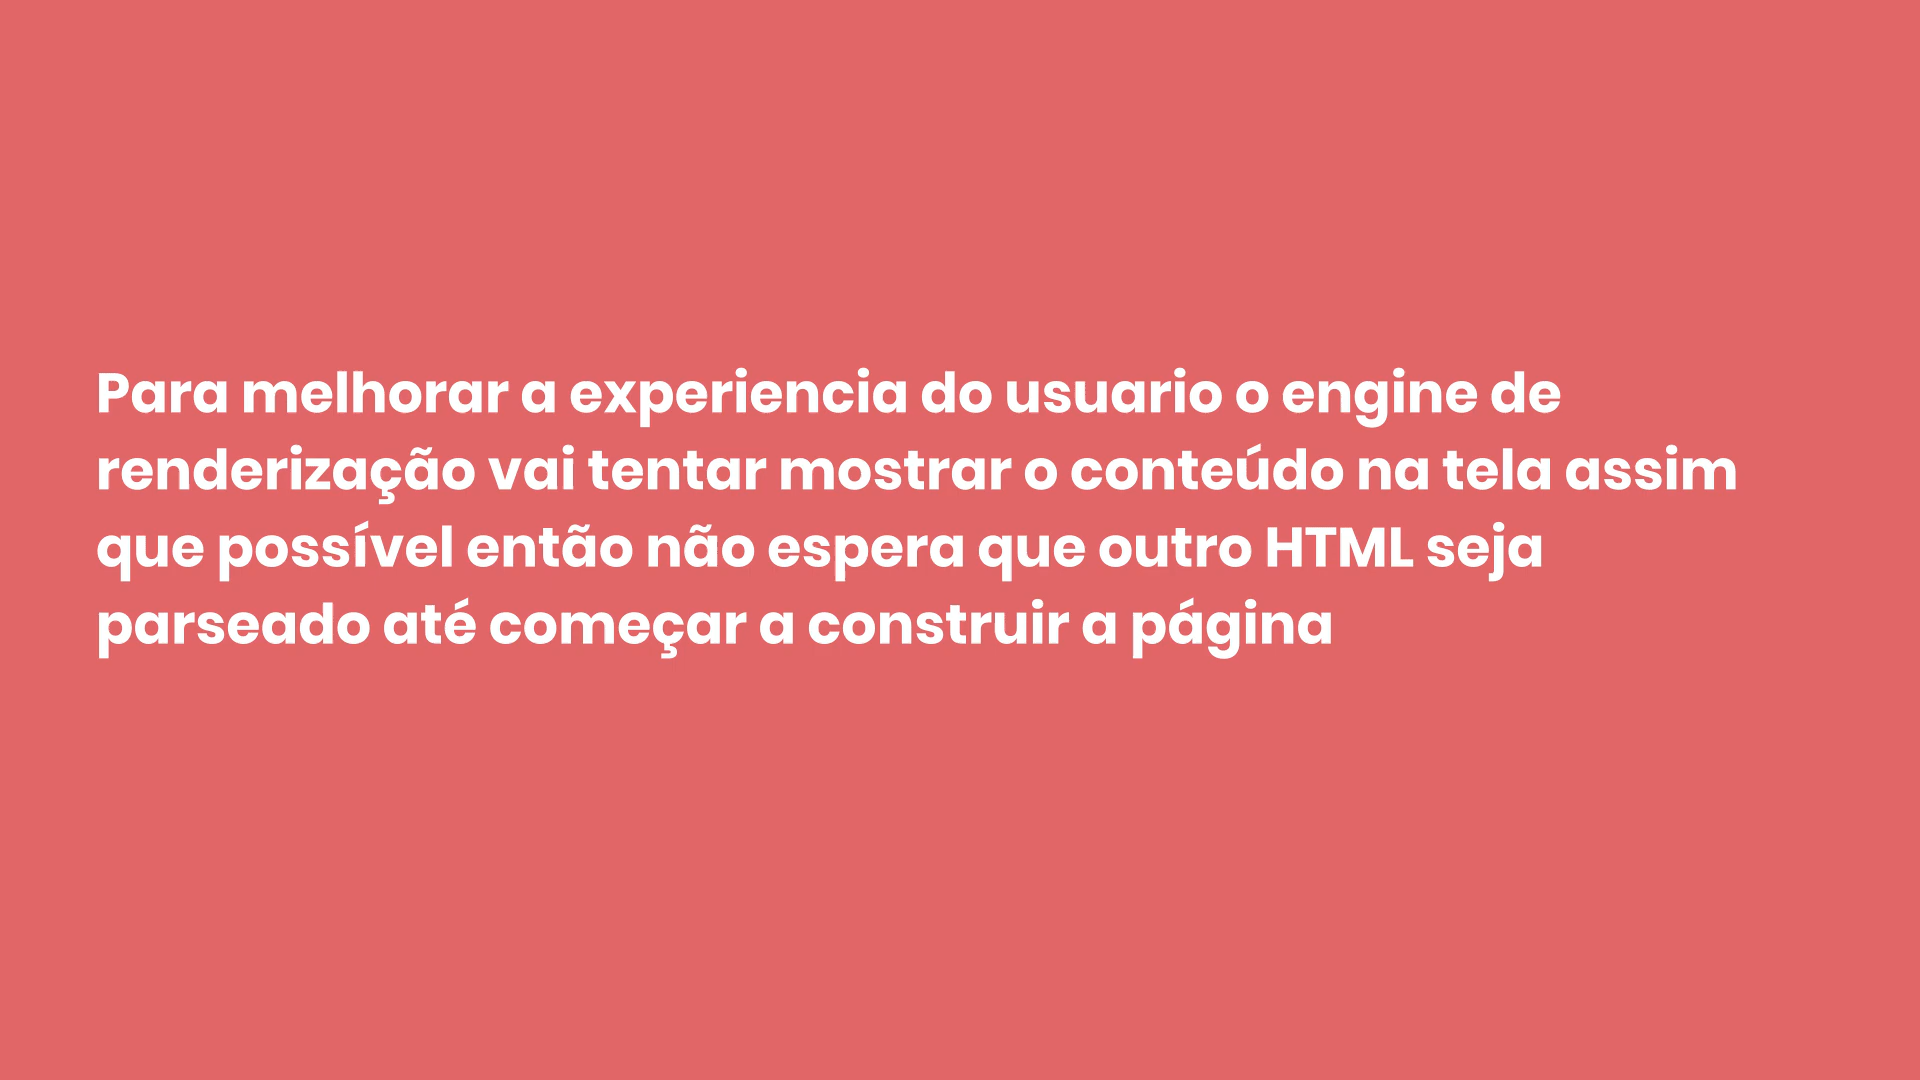 Para melhorar a experiencia do usuario o engine de
renderização vai tentar mostrar o conteúdo na tela assim
que possível então não espera que outro HTML seja
parseado até começar a construir a página